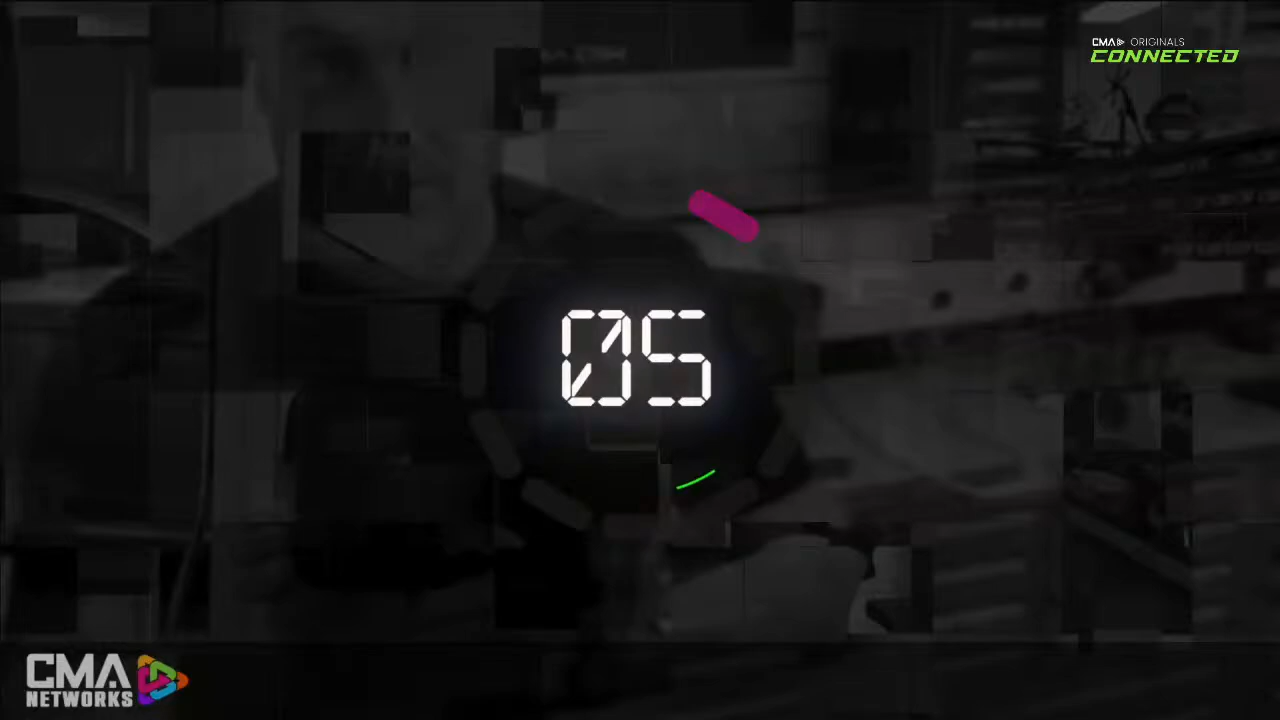 CMA ORIGINALS
CONNECTED
05
CMA
NETWORKS